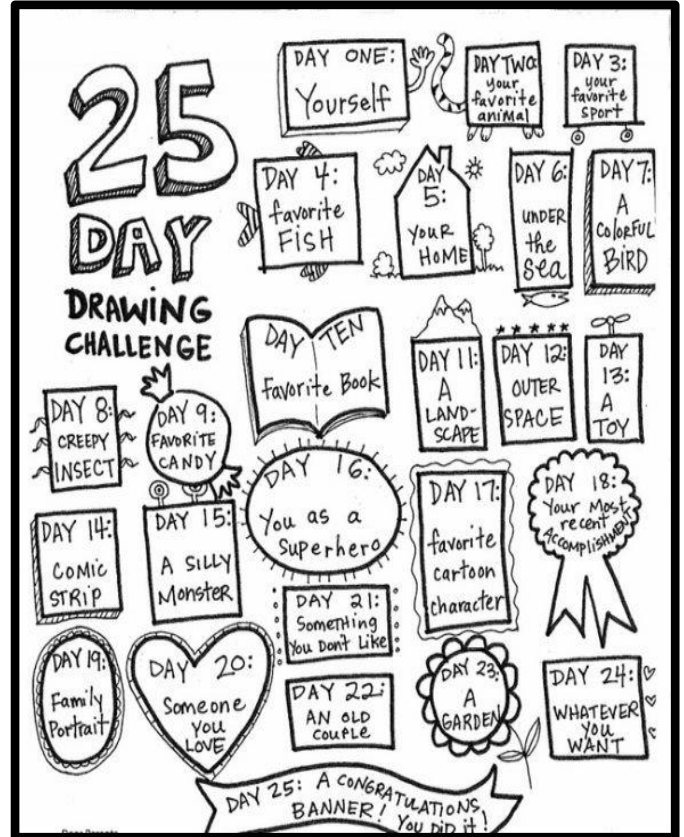 25
DAY
DRAWING
CHALLENGE
DAY ONE:
Yourself
DAY TWO:
your
favorite
animal
DAY 3:
your
favorite
sport
DAY 4:
favorite
FISH
DAY
5:
YOUR
HOME
DAY 6:
UNDER
the
sea
DAY 7:
A
COLORFUL
BIRD
DAY 8:
CREEPY
INSECT
DAY 9:
FAVORITE
CANDY
DAY TEN
favorite Book
DAY 11:
A
LAND-
SCAPE
DAY 12:
OUTER
SPACE
DAY
13:
A
TOY
DAY 14:
COMIC
STRIP
DAY 15:
A SILLY
Monster
DAY 16:
You as a
Superhero
DAY 17:
favorite
cartoon
character
DAY 18:
Your Most
recent
ACCOMPLISHMENT
DAY 19:
Family
Portrait
DAY 20:
Someone
you
LOVE
DAY 21:
Something
You Don't Like
DAY 22:
AN OLD
COUPLE
DAY 23:
A
GARDEN
DAY 24:
WHATEVER
YOU
WANT
DAY 25: A CONGRATULATIONS
BANNER! YOU DID it!